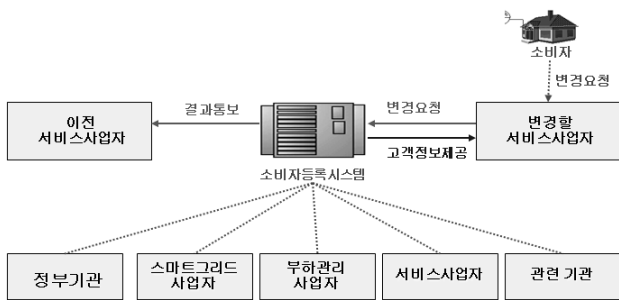 소비자
변경요청
이전
서비스사업자
결과통보
변경요청
고객정보제공
변경할
서비스사업자
소비자등록시스템
정부기관
스마트그리드
사업자
부하관리
사업자
서비스사업자
관련 기관